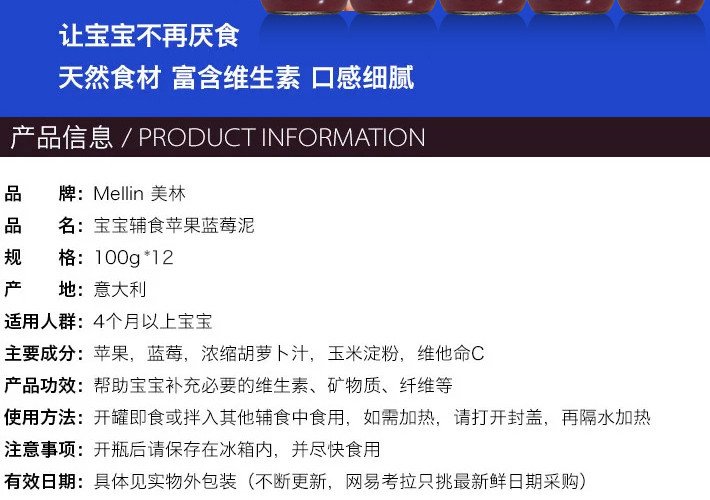 让宝宝不再厌食
天然食材 富含维生素 口感细腻
产品信息 / PRODUCT INFORMATION
品 牌：Mellin 美林
品 名：宝宝辅食苹果蓝莓泥
规 格：100g*12
产 地：意大利
适用人群：4个月以上宝宝
主要成分：苹果，蓝莓，浓缩胡萝卜汁，玉米淀粉，维他命C
产品功效：帮助宝宝补充必要的维生素、矿物质、纤维等
使用方法：开罐即食或拌入其他辅食中食用，如需加热，请打开封盖，再隔水加热
注意事项：开瓶后请保存在冰箱内，并尽快食用
有效日期：具体见实物外包装（不断更新，网易考拉只挑最新鲜日期采购）